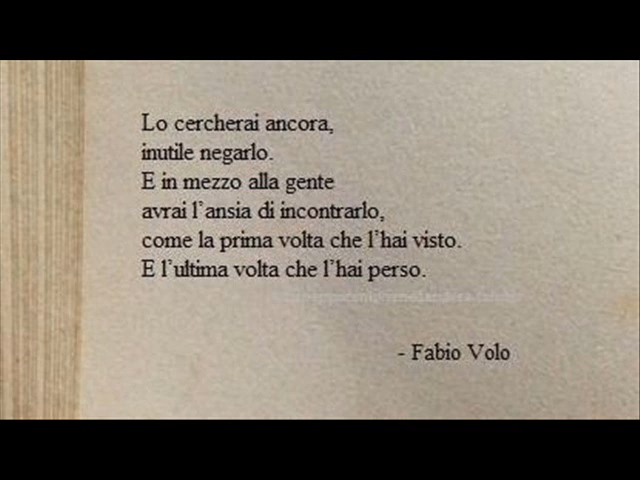 Lo cercherai ancora,
inutile negarlo.
E in mezzo alla gente
avrai l'ansia di incontrarlo,
come la prima volta che l'hai visto.
E l'ultima volta che l'hai perso.
- Fabio Volo